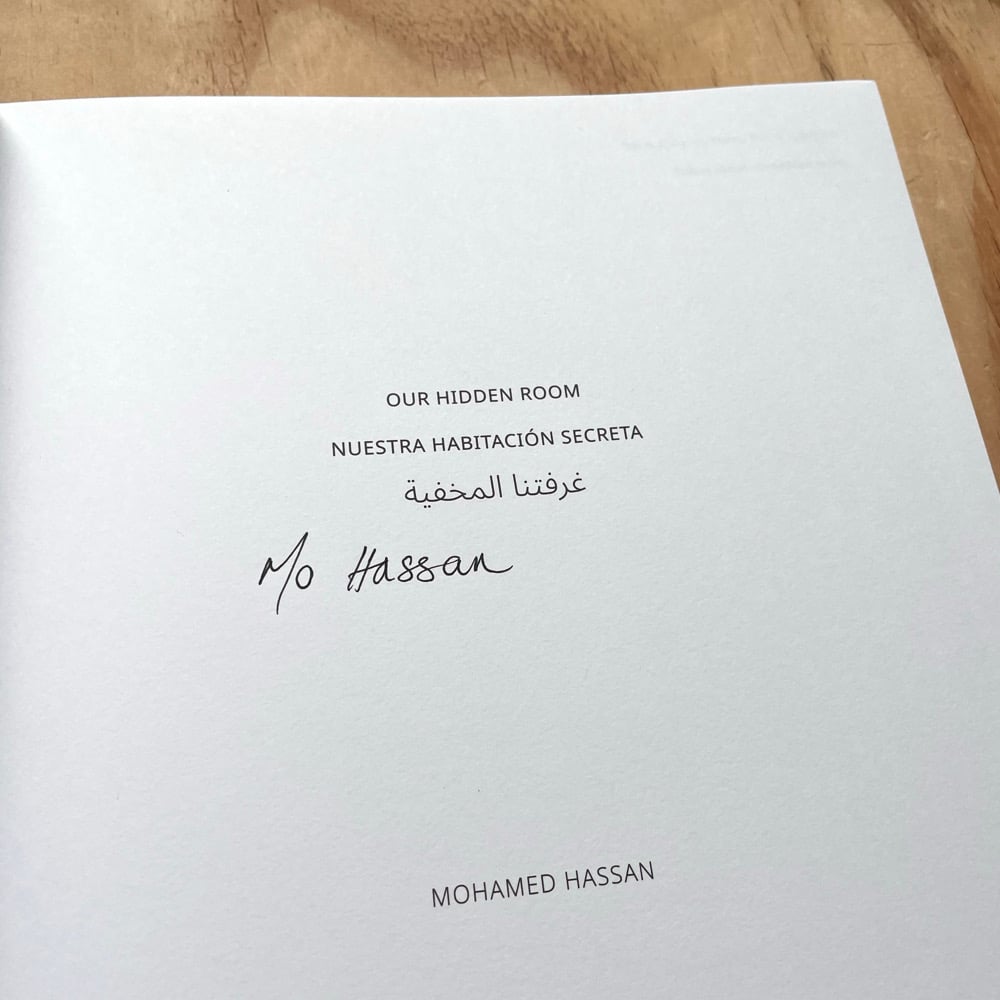 OUR HIDDEN ROOM
NUESTRA HABITACIÓN SECRETA
غرفتنا المخفية
Mo Hassan
MOHAMED HASSAN